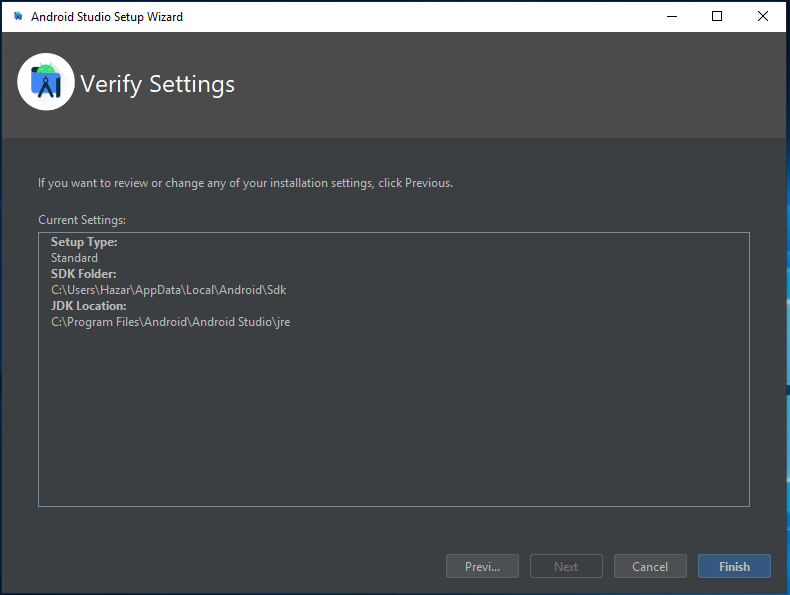 Android Studio Setup Wizard
Verify Settings
If you want to review or change any of your installation settings, click Previous.
Current Settings:
Setup Type:
Standard
SDK Folder:
C:\Users\Hazar\AppData\Local\Android\Sdk
JDK Location:
C:\Program Files\Android\Android Studio\jre
Previ... Next Cancel Finish